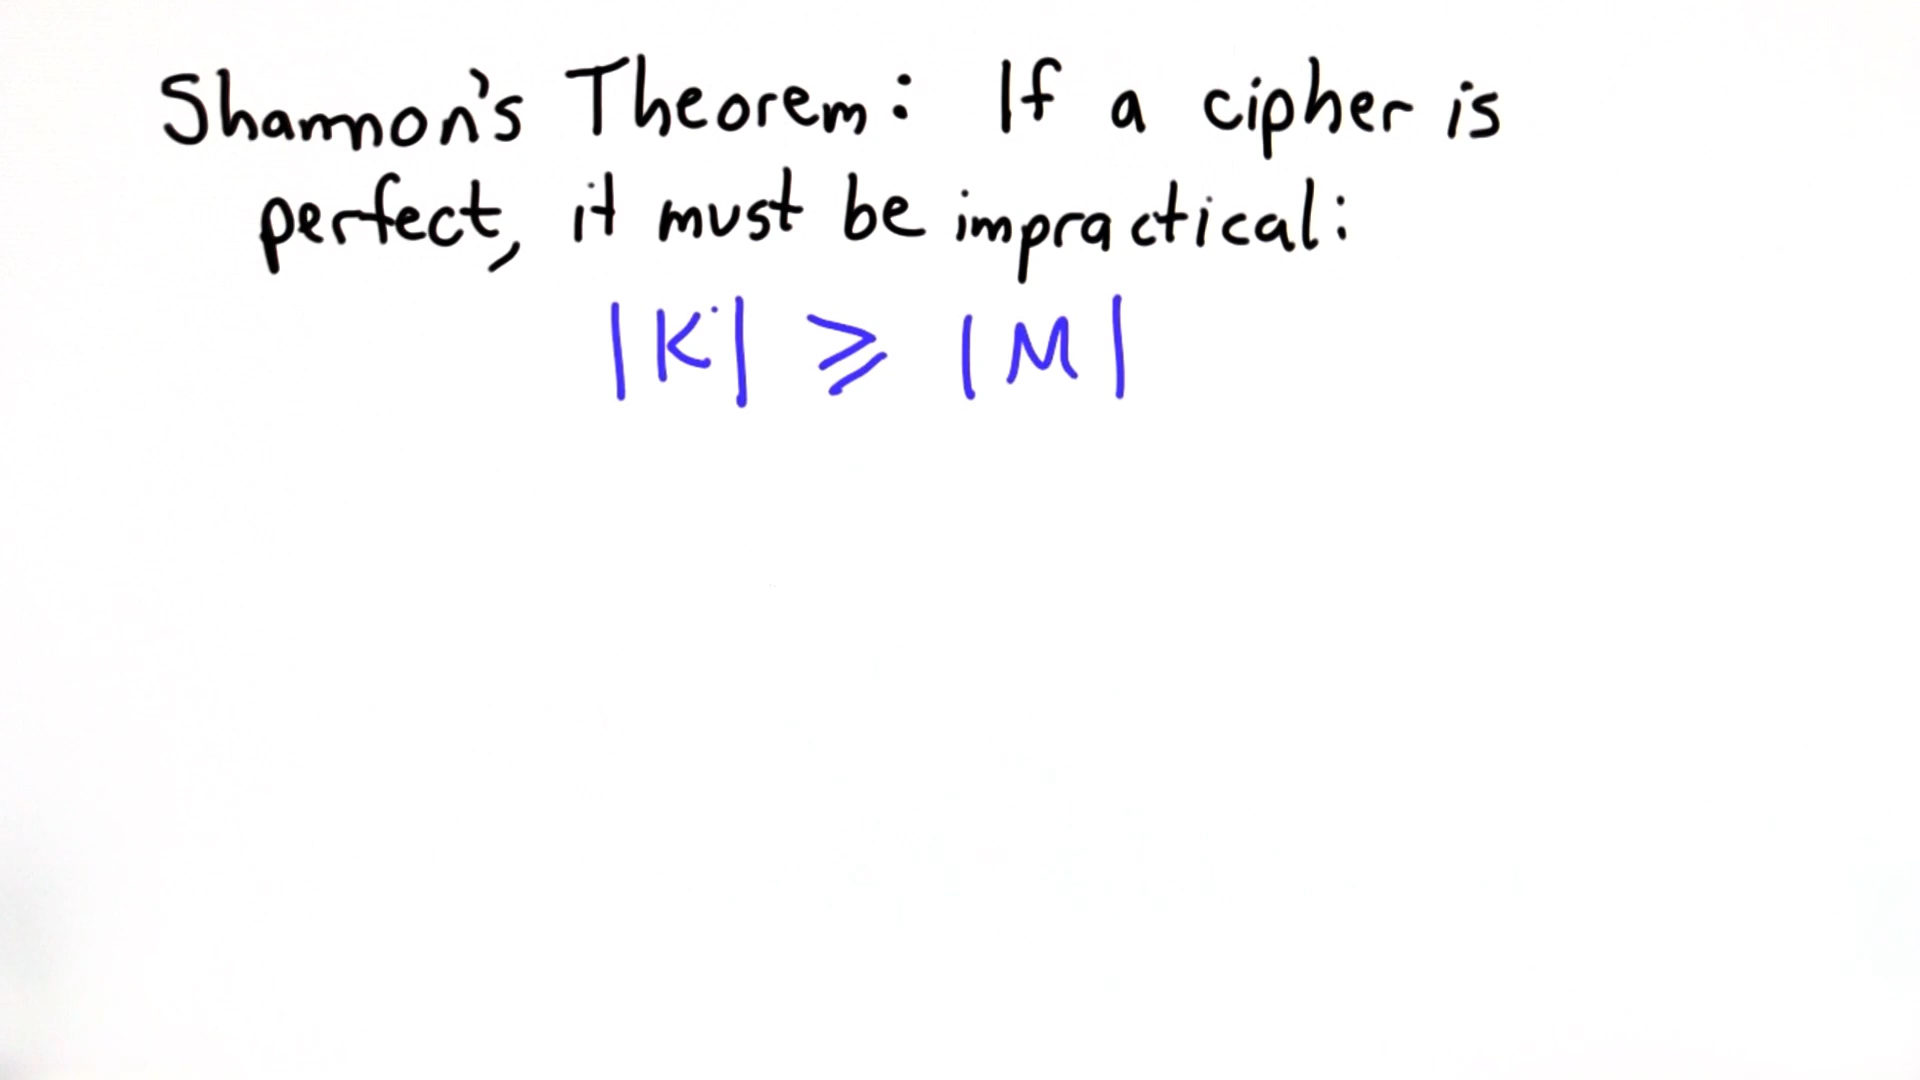 Shannon's Theorem: If a cipher is
perfect, it must be impractical:
|K| ⩾ |M|